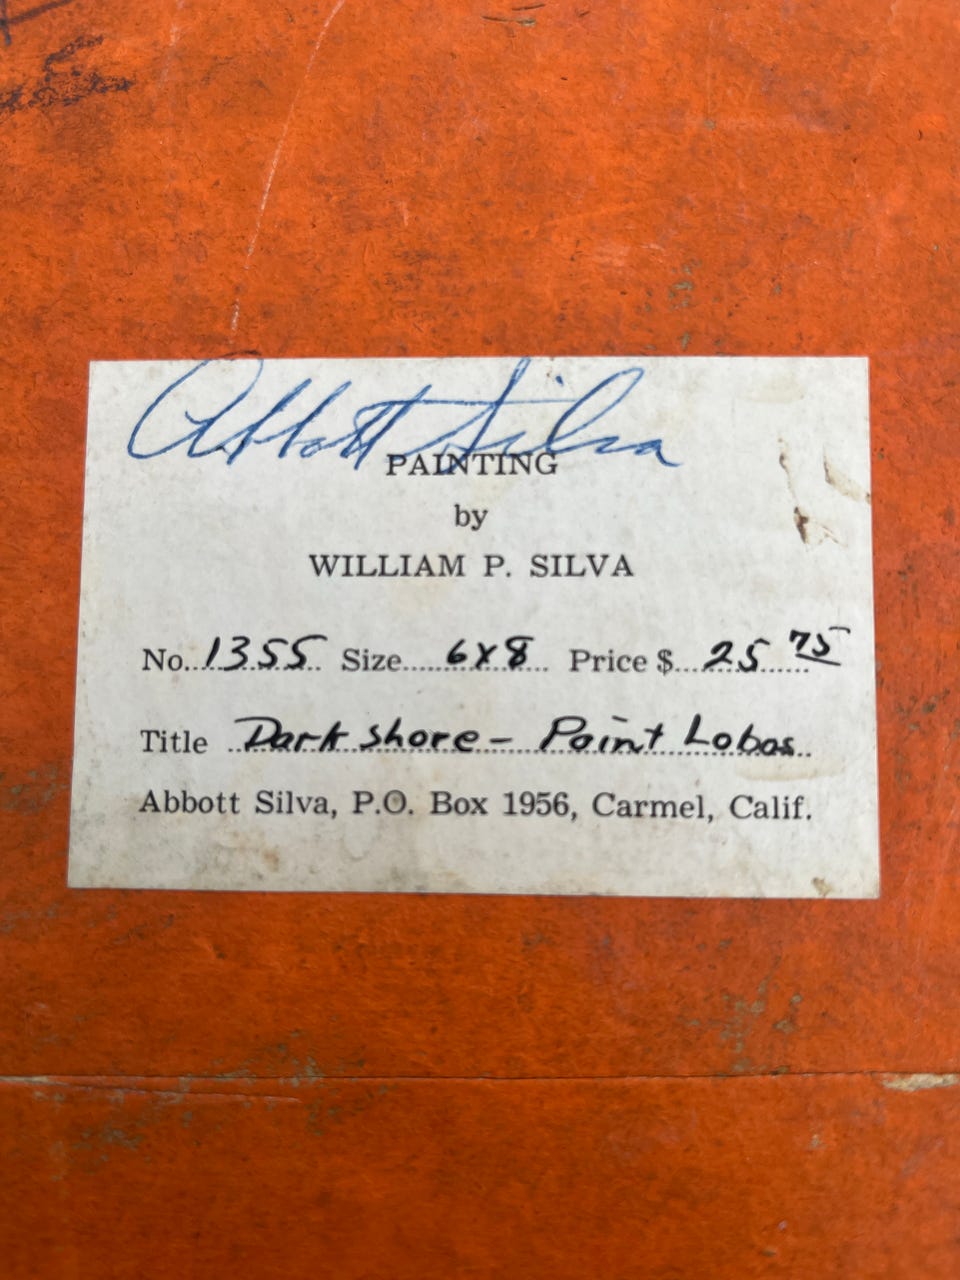 Abbott Silva
PAINTING
by
WILLIAM P. SILVA
No. 1355 Size 6x8 Price $ 25 75
Title Dark shore - Point Lobos
Abbott Silva, P.O. Box 1956, Carmel, Calif.